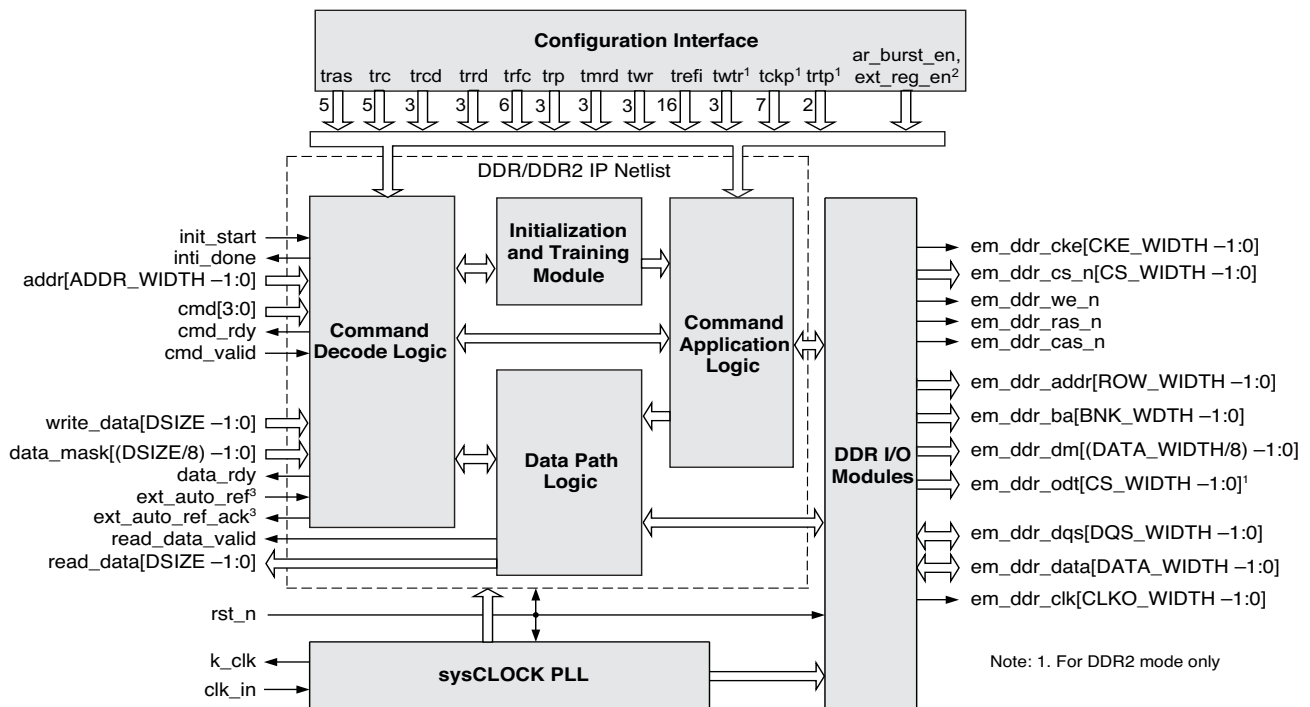 Configuration Interface
tras trc trcd trrd trfc trp tmrd twr trefi twtr¹ tckp¹ trtp¹ ar_burst_en, ext_reg_en²
5 5 3 3 6 3 3 3 16 3 7 2
DDR/DDR2 IP Netlist
init_start
inti_done
addr[ADDR_WIDTH –1:0]
cmd[3:0]
cmd_rdy
cmd_valid
write_data[DSIZE –1:0]
data_mask[(DSIZE/8) –1:0]
data_rdy
ext_auto_ref³
ext_auto_ref_ack³
read_data_valid
read_data[DSIZE –1:0]
rst_n
k_clk
clk_in
Command
Decode Logic
Initialization
and Training
Module
Data Path
Logic
Command
Application
Logic
sysCLOCK PLL
DDR I/O
Modules
em_ddr_cke[CKE_WIDTH –1:0]
em_ddr_cs_n[CS_WIDTH –1:0]
em_ddr_we_n
em_ddr_ras_n
em_ddr_cas_n
em_ddr_addr[ROW_WIDTH –1:0]
em_ddr_ba[BNK_WDTH –1:0]
em_ddr_dm[(DATA_WIDTH/8) –1:0]
em_ddr_odt[CS_WIDTH –1:0]¹
em_ddr_dqs[DQS_WIDTH –1:0]
em_ddr_data[DATA_WIDTH –1:0]
em_ddr_clk[CLKO_WIDTH –1:0]
Note: 1. For DDR2 mode only